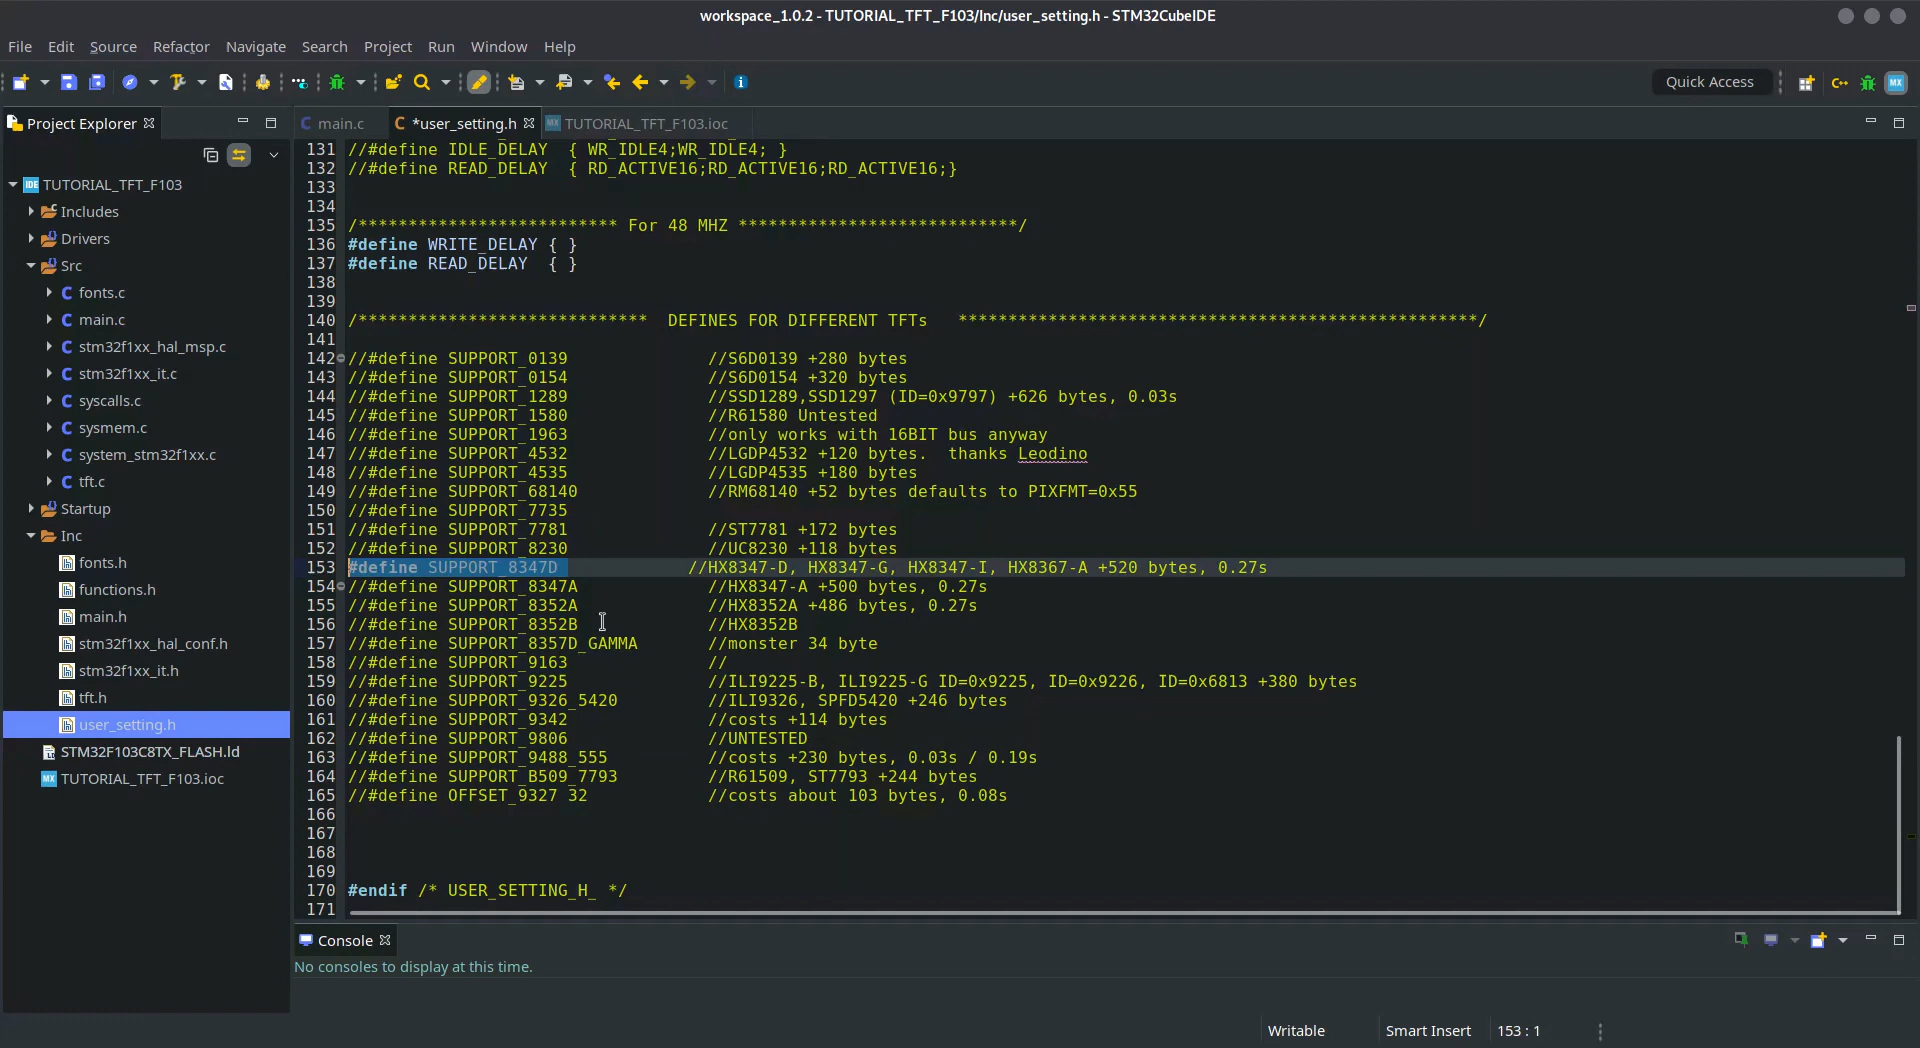 workspace_1.0.2 - TUTORIAL_TFT_F103/Inc/user_setting.h - STM32CubeIDE
File Edit Source Refactor Navigate Search Project Run Window Help
Quick Access
Project Explorer
main.c *user_setting.h TUTORIAL_TFT_F103.ioc
TUTORIAL_TFT_F103
Includes
Drivers
Src
fonts.c
main.c
stm32f1xx_hal_msp.c
stm32f1xx_it.c
syscalls.c
sysmem.c
system_stm32f1xx.c
tft.c
Startup
Inc
fonts.h
functions.h
main.h
stm32f1xx_hal_conf.h
stm32f1xx_it.h
tft.h
user_setting.h
STM32F103C8TX_FLASH.ld
TUTORIAL_TFT_F103.ioc
131 //#define IDLE_DELAY  { WR_IDLE4;WR_IDLE4; }
132 //#define READ_DELAY  { RD_ACTIVE16;RD_ACTIVE16;RD_ACTIVE16;}
133
134
135 /************************** For 48 MHZ ****************************/
136 #define WRITE_DELAY { }
137 #define READ_DELAY  { }
138
139
140 /*****************************  DEFINES FOR DIFFERENT TFTs   ****************************************************/
141
142 //#define SUPPORT_0139              //S6D0139 +280 bytes
143 //#define SUPPORT_0154              //S6D0154 +320 bytes
144 //#define SUPPORT_1289              //SSD1289,SSD1297 (ID=0x9797) +626 bytes, 0.03s
145 //#define SUPPORT_1580              //R61580 Untested
146 //#define SUPPORT_1963              //only works with 16BIT bus anyway
147 //#define SUPPORT_4532              //LGDP4532 +120 bytes.  thanks Leodino
148 //#define SUPPORT_4535              //LGDP4535 +180 bytes
149 //#define SUPPORT_68140             //RM68140 +52 bytes defaults to PIXFMT=0x55
150 //#define SUPPORT_7735
151 //#define SUPPORT_7781              //ST7781 +172 bytes
152 //#define SUPPORT_8230              //UC8230 +118 bytes
153 #define SUPPORT_8347D             //HX8347-D, HX8347-G, HX8347-I, HX8367-A +520 bytes, 0.27s
154 //#define SUPPORT_8347A             //HX8347-A +500 bytes, 0.27s
155 //#define SUPPORT_8352A             //HX8352A +486 bytes, 0.27s
156 //#define SUPPORT_8352B             //HX8352B
157 //#define SUPPORT_8357D_GAMMA       //monster 34 byte
158 //#define SUPPORT_9163              //
159 //#define SUPPORT_9225              //ILI9225-B, ILI9225-G ID=0x9225, ID=0x9226, ID=0x6813 +380 bytes
160 //#define SUPPORT_9326_5420         //ILI9326, SPFD5420 +246 bytes
161 //#define SUPPORT_9342              //costs +114 bytes
162 //#define SUPPORT_9806              //UNTESTED
163 //#define SUPPORT_9488_555          //costs +230 bytes, 0.03s / 0.19s
164 //#define SUPPORT_B509_7793         //R61509, ST7793 +244 bytes
165 //#define OFFSET_9327 32            //costs about 103 bytes, 0.08s
166
167
168
169
170 #endif /* USER_SETTING_H_ */
171
Console
No consoles to display at this time.
Writable Smart Insert 153 : 1